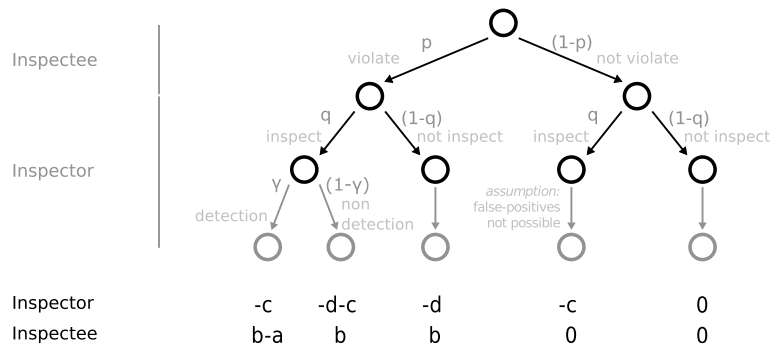 p
(1-p)
Inspectee
violate
not violate
q
(1-q)
q
(1-q)
inspect
not inspect
inspect
not inspect
Inspector
γ
(1-γ)
assumption:
non
false-positives
detection
detection
not possible
Inspector
-c
-d-c
-d
-c
0
Inspectee
b-a
b
b
0
0